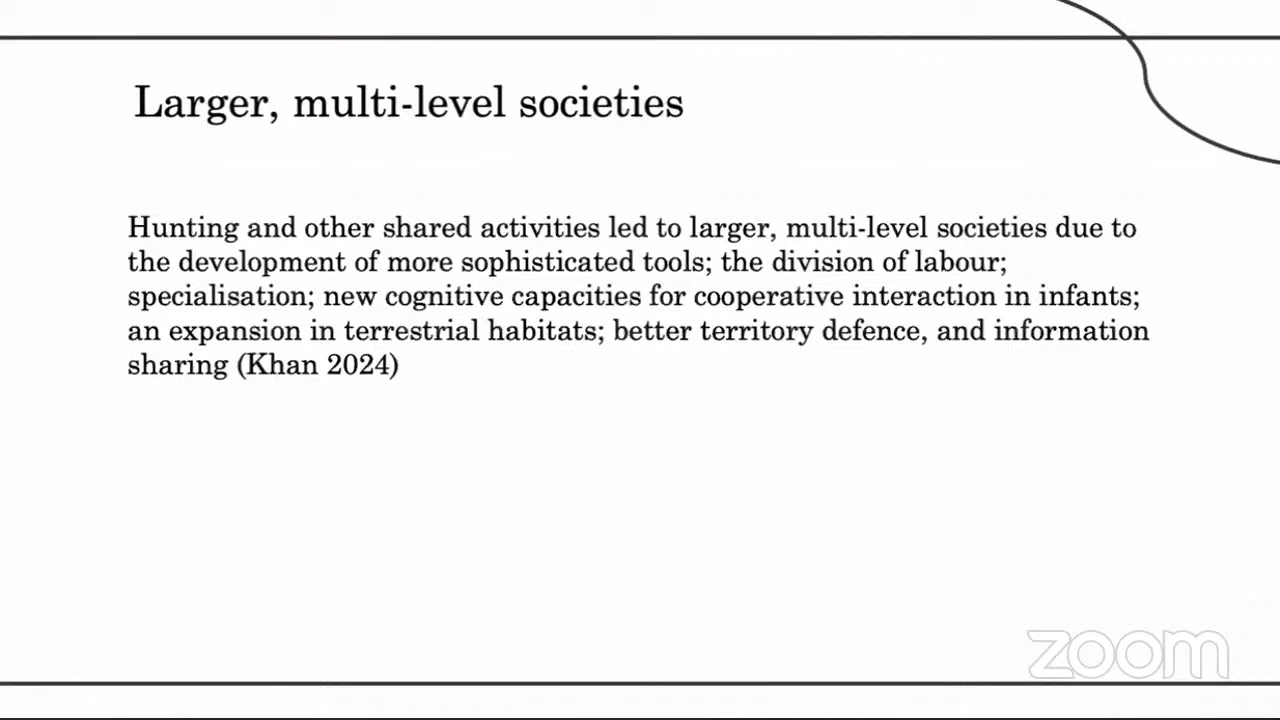 Larger, multi-level societies
Hunting and other shared activities led to larger, multi-level societies due to
the development of more sophisticated tools; the division of labour;
specialisation; new cognitive capacities for cooperative interaction in infants;
an expansion in terrestrial habitats; better territory defence, and information
sharing (Khan 2024)
zoom